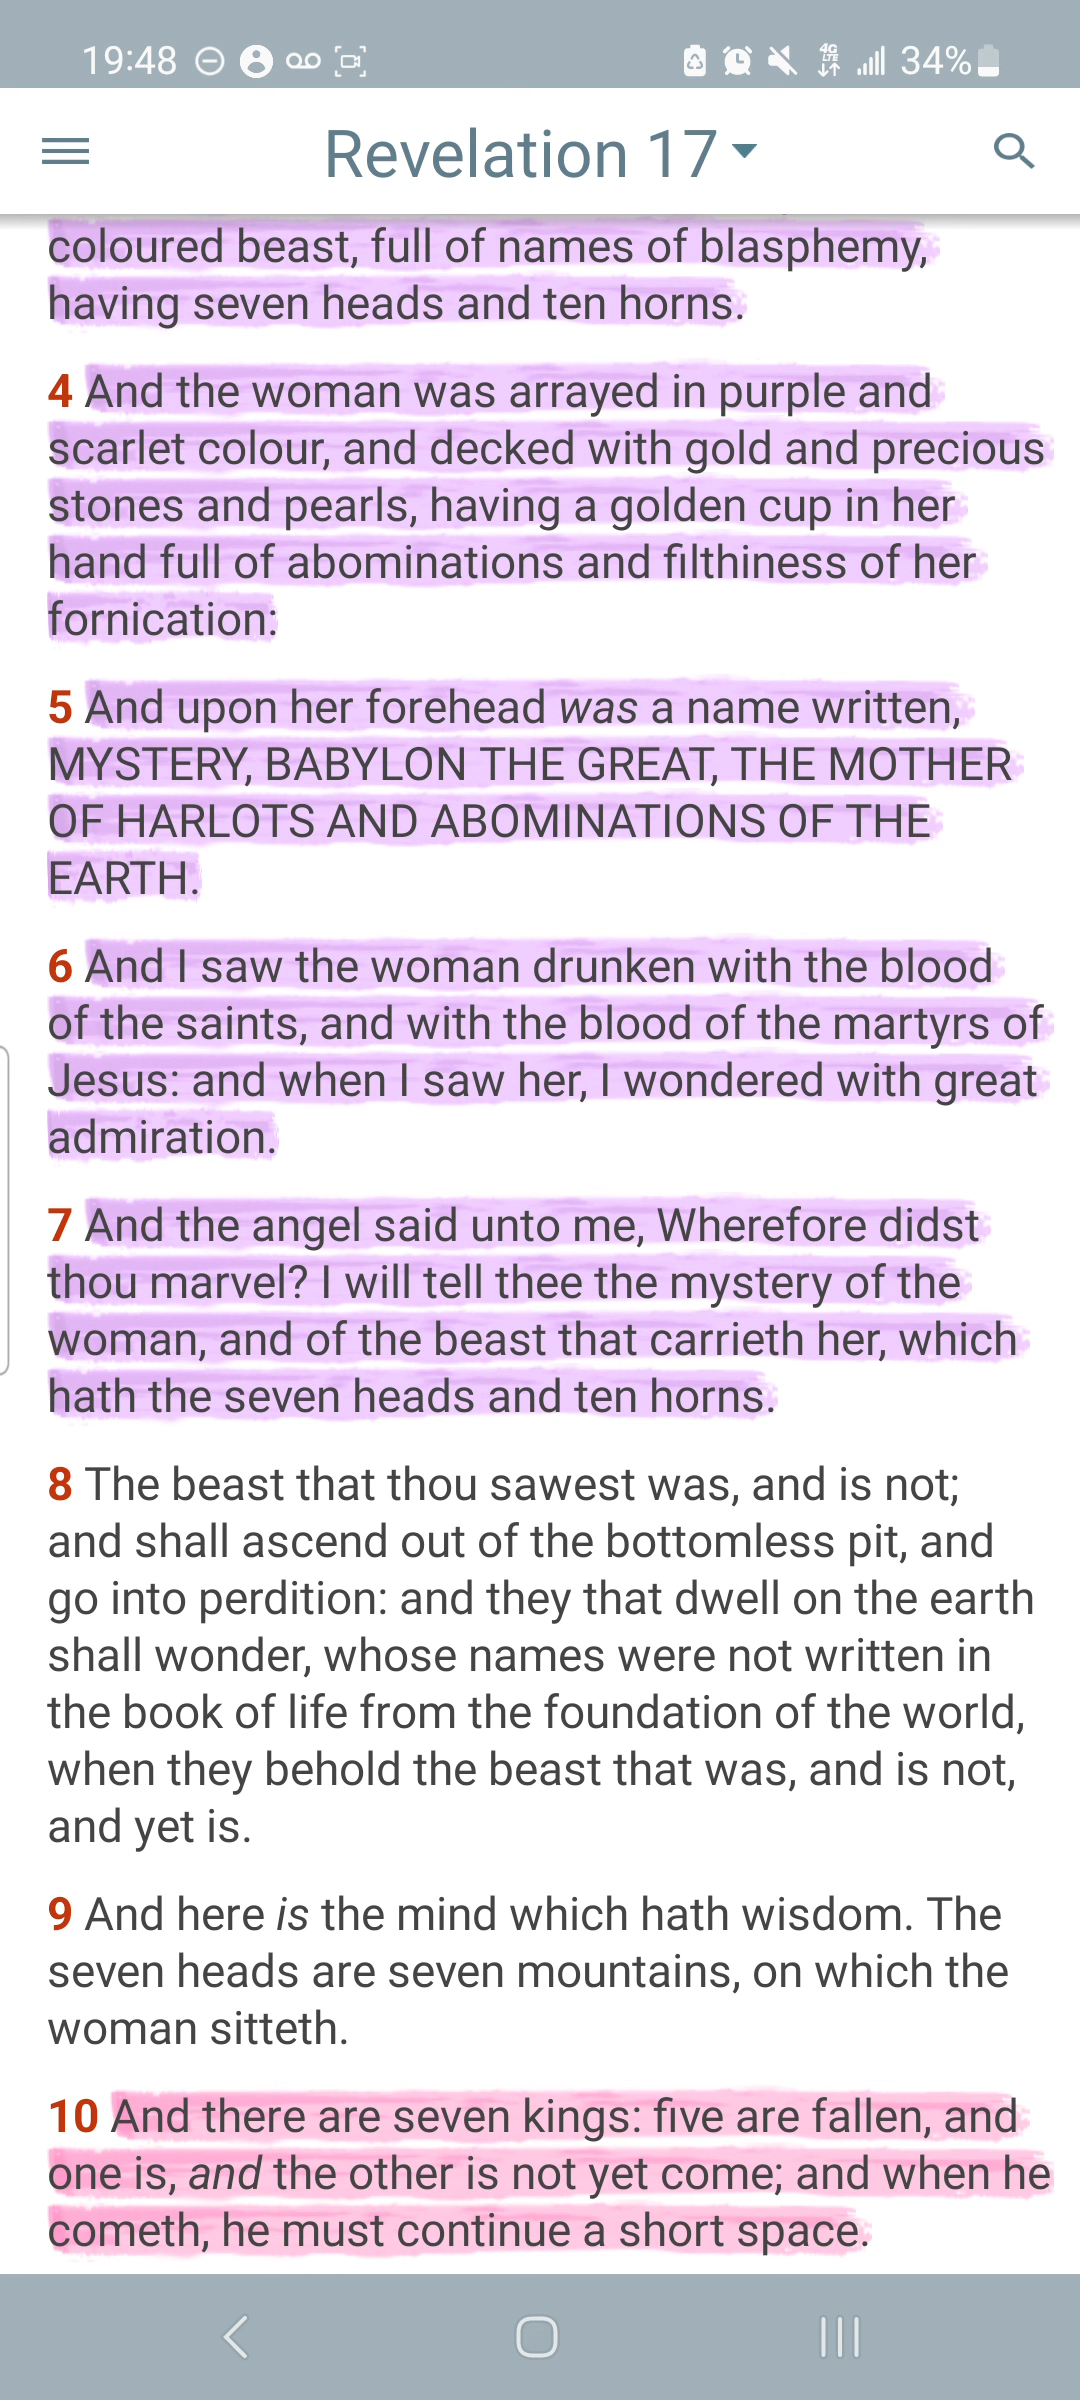 19:48
4G
LTE
34%
Revelation 17
coloured beast, full of names of blasphemy,
having seven heads and ten horns.
4 And the woman was arrayed in purple and
scarlet colour, and decked with gold and precious
stones and pearls, having a golden cup in her
hand full of abominations and filthiness of her
fornication:
5 And upon her forehead was a name written,
MYSTERY, BABYLON THE GREAT, THE MOTHER
OF HARLOTS AND ABOMINATIONS OF THE
EARTH.
6 And I saw the woman drunken with the blood
of the saints, and with the blood of the martyrs of
Jesus: and when I saw her, I wondered with great
admiration.
7 And the angel said unto me, Wherefore didst
thou marvel? I will tell thee the mystery of the
woman, and of the beast that carrieth her, which
hath the seven heads and ten horns.
8 The beast that thou sawest was, and is not;
and shall ascend out of the bottomless pit, and
go into perdition: and they that dwell on the earth
shall wonder, whose names were not written in
the book of life from the foundation of the world,
when they behold the beast that was, and is not,
and yet is.
9 And here is the mind which hath wisdom. The
seven heads are seven mountains, on which the
woman sitteth.
10 And there are seven kings: five are fallen, and
one is, and the other is not yet come; and when he
cometh, he must continue a short space.